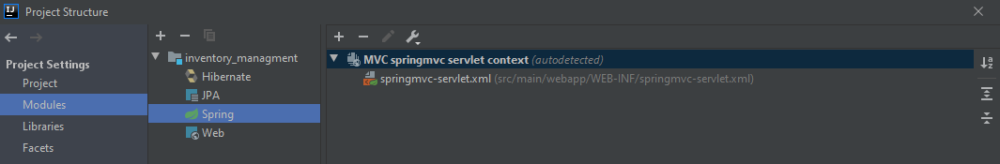 IJ Project Structure
Project Settings
Project
Modules
Libraries
Facets
inventory_managment
Hibernate
JPA
Spring
Web
MVC springmvc servlet context (autodetected)
springmvc-servlet.xml (src/main/webapp/WEB-INF/springmvc-servlet.xml)